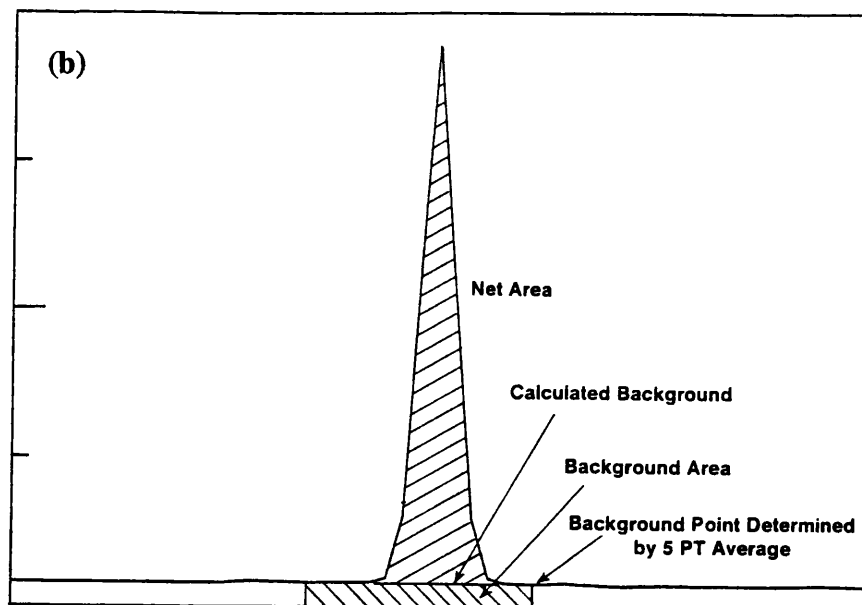 (b)
Net Area
Calculated Background
Background Area
Background Point Determined
by 5 PT Average